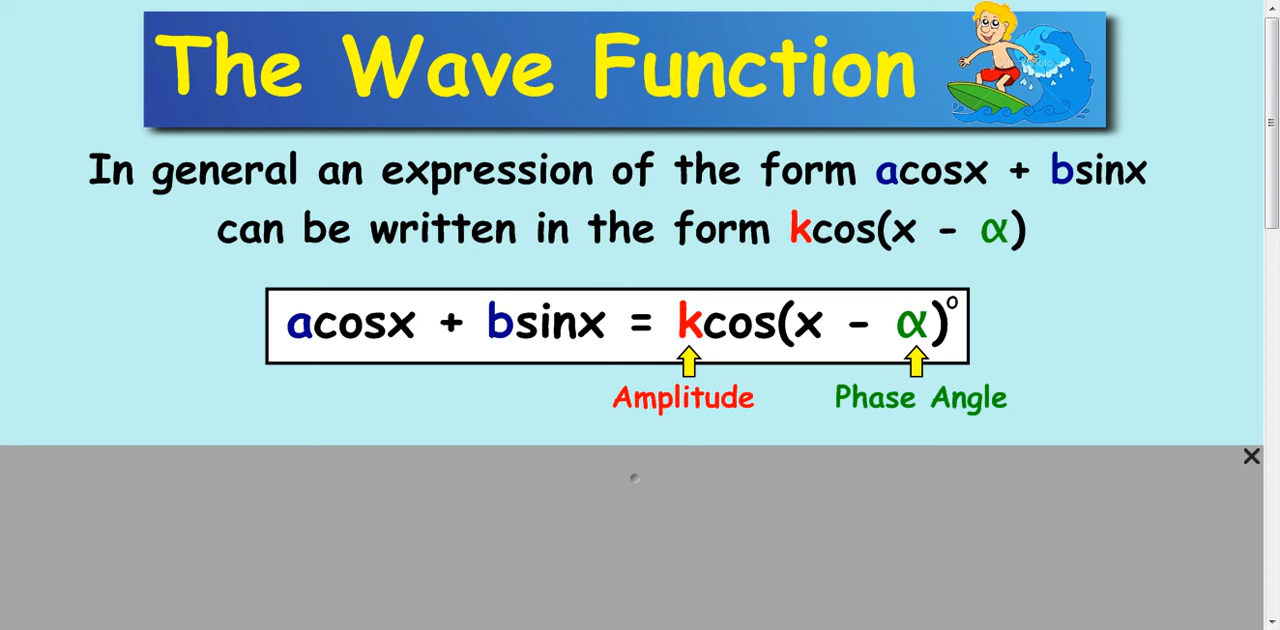 The Wave Function
In general an expression of the form acosx + bsinx
can be written in the form kcos(x - α)
acosx + bsinx = kcos(x - α)°
Amplitude Phase Angle